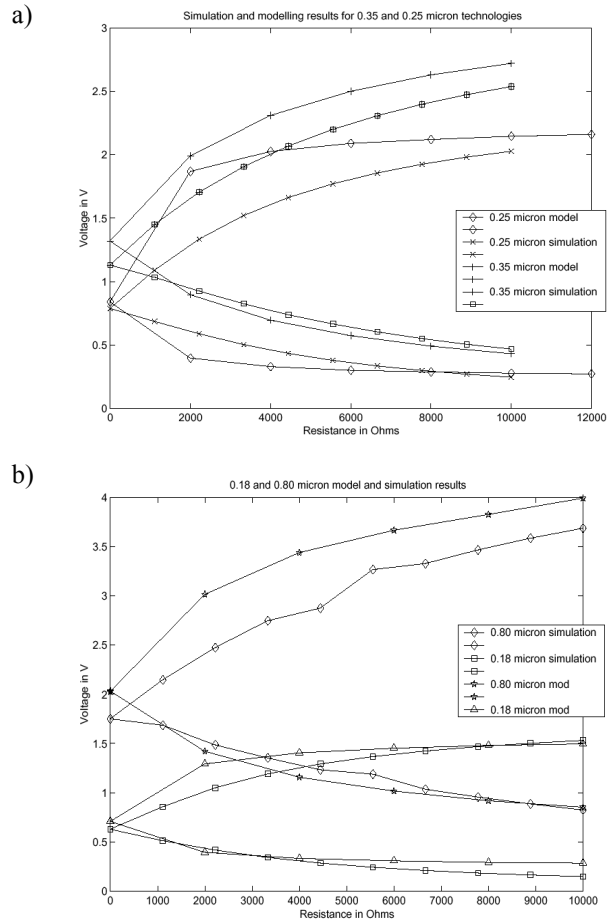 a)
Simulation and modelling results for 0.35 and 0.25 micron technologies
3
2.5
2
1.5
1
0.5
0
Voltage in V
0.25 micron model
0.25 micron simulation
0.35 micron model
0.35 micron simulation
0 2000 4000 6000 8000 10000 12000
Resistance in Ohms
b)
0.18 and 0.80 micron model and simulation results
4
3.5
3
2.5
2
1.5
1
0.5
0
Voltage in V
0.80 micron simulation
0.18 micron simulation
0.80 micron mod
0.18 micron mod
0 1000 2000 3000 4000 5000 6000 7000 8000 9000 10000
Resistance in Ohms